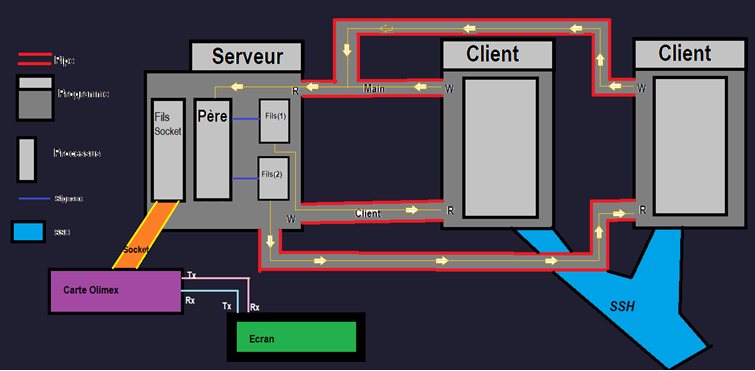 Serveur
Client
Client
Pipe
Programme
Processus
Signaux
SSH
Fils
Socket
Père
Fils(1)
Fils(2)
R
Main
W
W
W
Client
R
R
Socket
SSH
Carte Olimex
Tx
Rx
Tx
Rx
Ecran